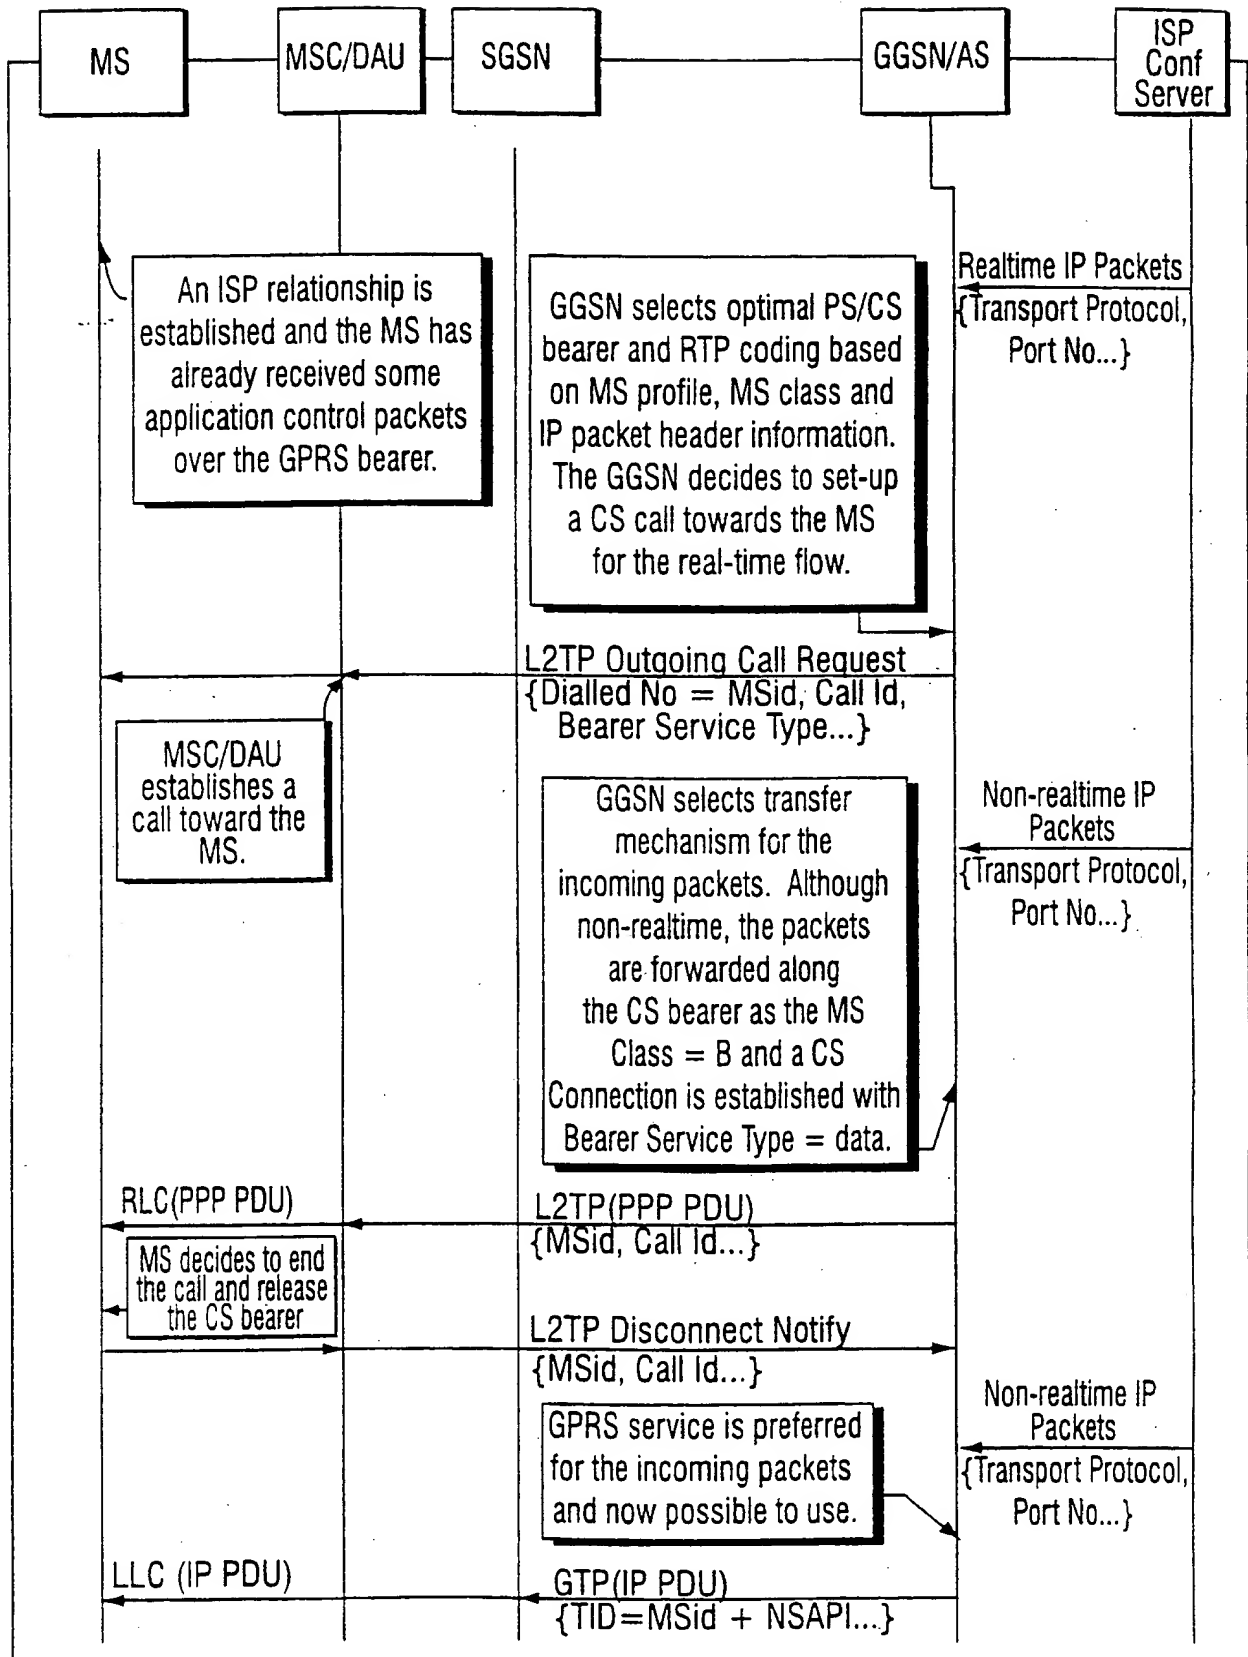 MS
MSC/DAU
SGSN
GGSN/AS
ISP
Conf
Server
An ISP relationship is
established and the MS has
already received some
application control packets
over the GPRS bearer.
GGSN selects optimal PS/CS
bearer and RTP coding based
on MS profile, MS class and
IP packet header information.
The GGSN decides to set-up
a CS call towards the MS
for the real-time flow.
Realtime IP Packets
{Transport Protocol,
Port No...}
L2TP Outgoing Call Request
{Dialled No = MSid, Call Id,
Bearer Service Type...}
MSC/DAU
establishes a
call toward the
MS.
GGSN selects transfer
mechanism for the
incoming packets. Although
non-realtime, the packets
are forwarded along
the CS bearer as the MS
Class = B and a CS
Connection is established with
Bearer Service Type = data.
Non-realtime IP
Packets
{Transport Protocol,
Port No...}
RLC(PPP PDU)
L2TP(PPP PDU)
{MSid, Call Id...}
MS decides to end
the call and release
the CS bearer
L2TP Disconnect Notify
{MSid, Call Id...}
GPRS service is preferred
for the incoming packets
and now possible to use.
Non-realtime IP
Packets
{Transport Protocol,
Port No...}
LLC (IP PDU)
GTP(IP PDU)
{TID=MSid + NSAPI...}